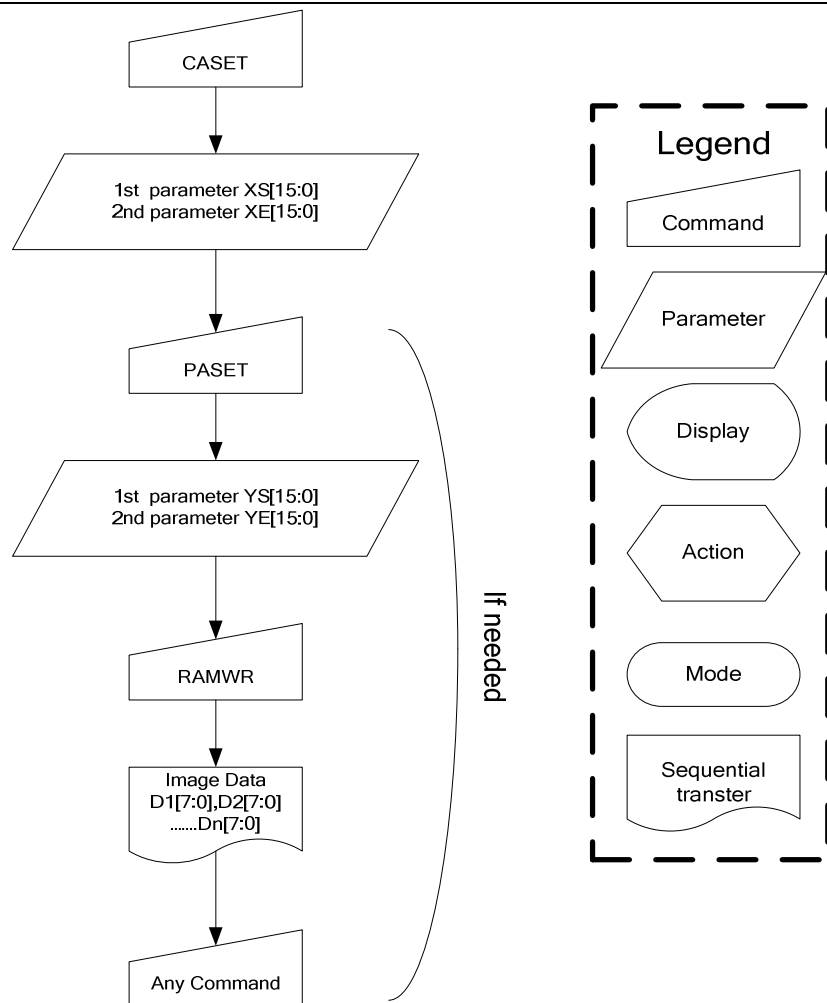 CASET
1st parameter XS[15:0]
2nd parameter XE[15:0]
PASET
1st parameter YS[15:0]
2nd parameter YE[15:0]
RAMWR
Image Data
D1[7:0],D2[7:0]
.......Dn[7:0]
Any Command
If needed
Legend
Command
Parameter
Display
Action
Mode
Sequential
transter